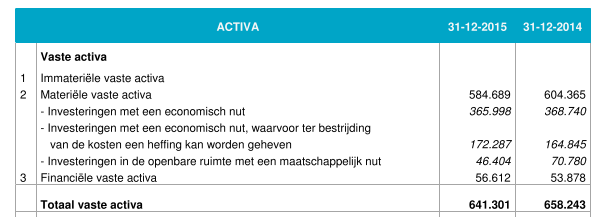 ACTIVA 31-12-2015 31-12-2014
Vaste activa
1 Immateriële vaste activa
2 Materiële vaste activa 584.689 604.365
- Investeringen met een economisch nut 365.998 368.740
- Investeringen met een economisch nut, waarvoor ter bestrijding
van de kosten een heffing kan worden geheven 172.287 164.845
- Investeringen in de openbare ruimte met een maatschappelijk nut 46.404 70.780
3 Financiële vaste activa 56.612 53.878
Totaal vaste activa 641.301 658.243